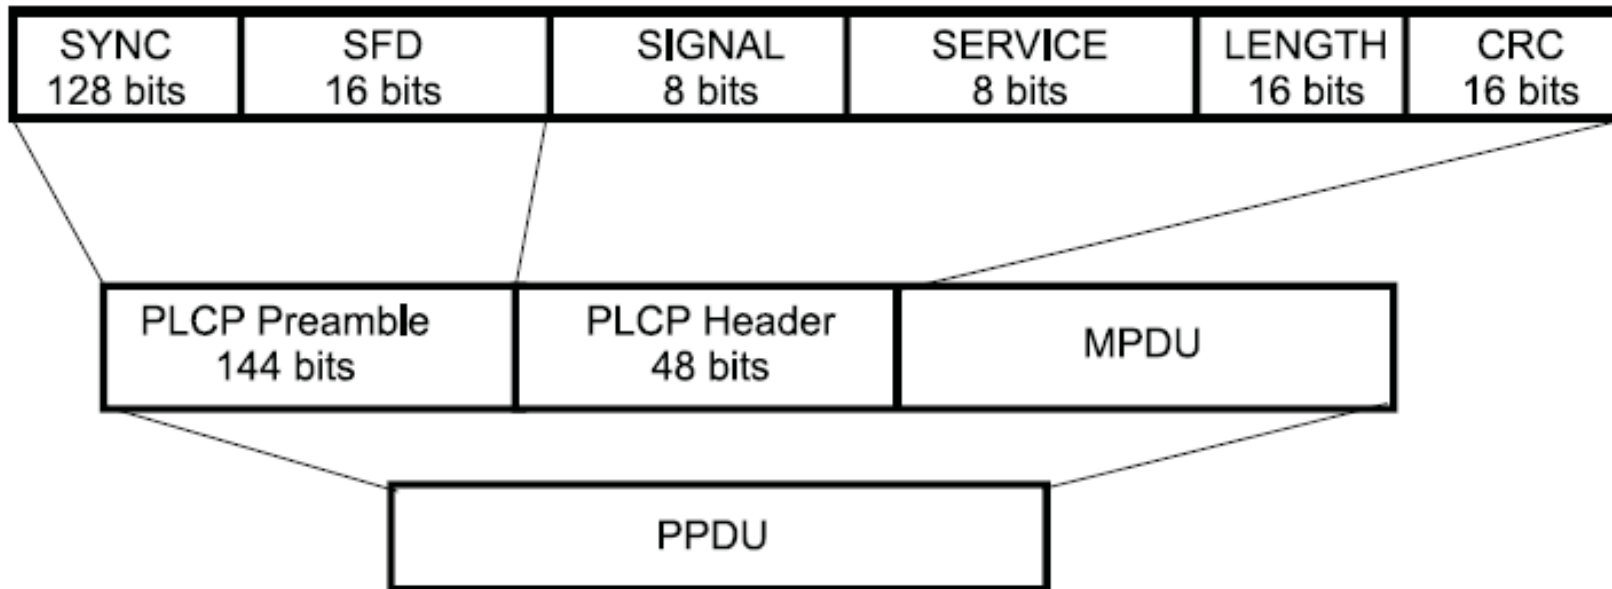 SYNC
128 bits
SFD
16 bits
SIGNAL
8 bits
SERVICE
8 bits
LENGTH
16 bits
CRC
16 bits
PLCP Preamble
144 bits
PLCP Header
48 bits
MPDU
PPDU